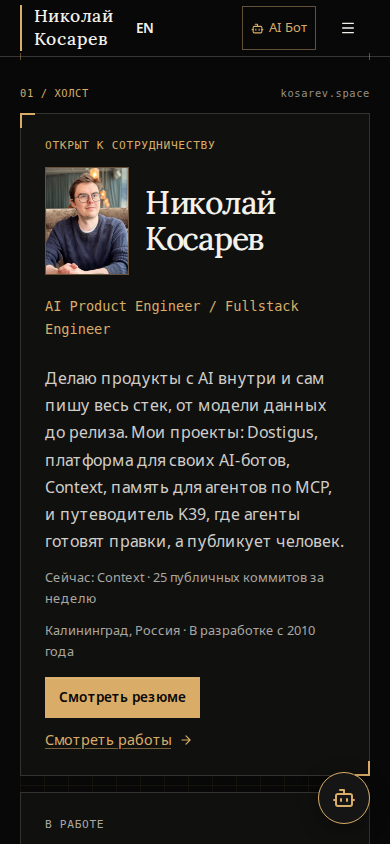 Николай
Косарев
EN
AI Бот
01 / ХОЛСТ
kosarev.space
ОТКРЫТ К СОТРУДНИЧЕСТВУ
Николай
Косарев
AI Product Engineer / Fullstack
Engineer
Делаю продукты с AI внутри и сам
пишу весь стек, от модели данных
до релиза. Мои проекты: Dostigus,
платформа для своих AI-ботов,
Context, память для агентов по MCP,
и путеводитель K39, где агенты
готовят правки, а публикует человек.
Сейчас: Context · 25 публичных коммитов за
неделю
Калининград, Россия · В разработке с 2010
года
Смотреть резюме
Смотреть работы →
В РАБОТЕ